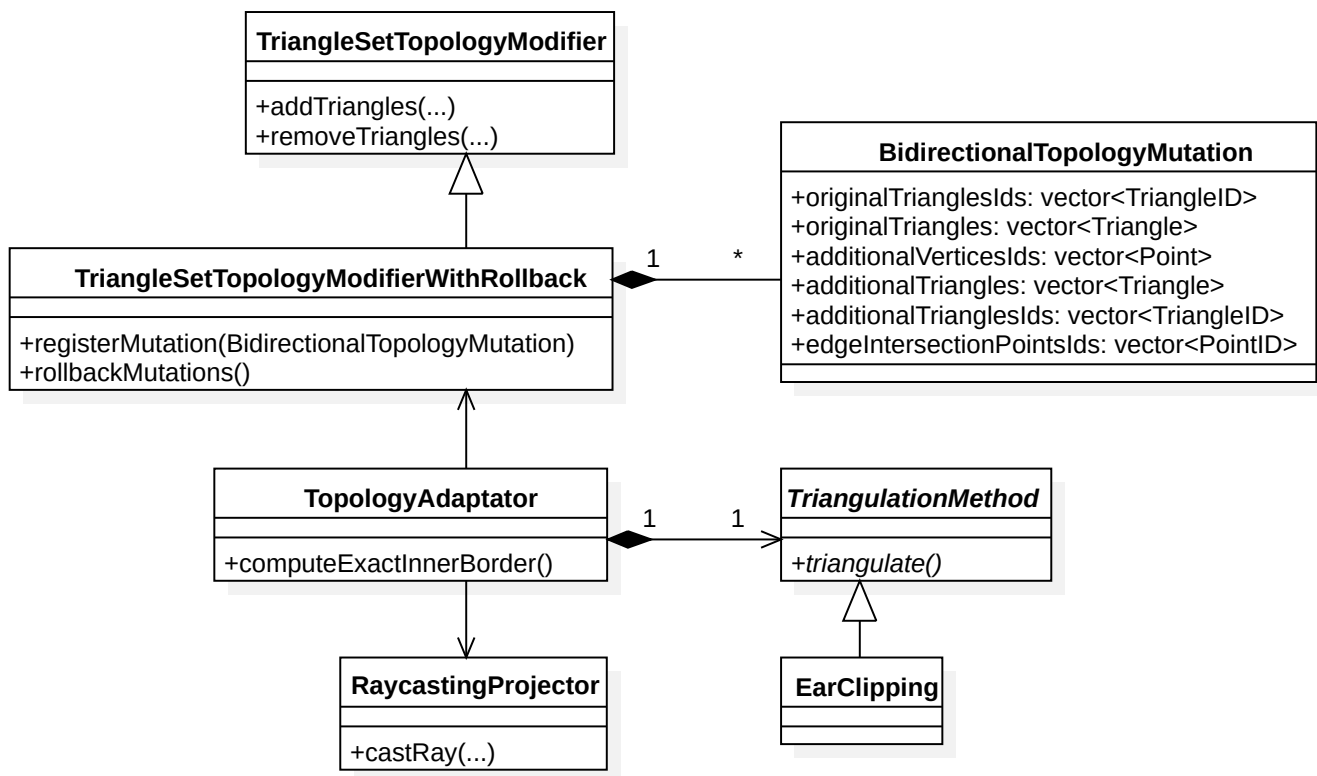 TriangleSetTopologyModifier
+addTriangles(...)
+removeTriangles(...)
BidirectionalTopologyMutation
+originalTrianglesIds: vector<TriangleID>
+originalTriangles: vector<Triangle>
+additionalVerticesIds: vector<Point>
+additionalTriangles: vector<Triangle>
+additionalTrianglesIds: vector<TriangleID>
+edgeIntersectionPointsIds: vector<PointID>
TriangleSetTopologyModifierWithRollback
1 *
+registerMutation(BidirectionalTopologyMutation)
+rollbackMutations()
TopologyAdaptator
+computeExactInnerBorder()
1 1
TriangulationMethod
+triangulate()
RaycastingProjector
+castRay(...)
EarClipping